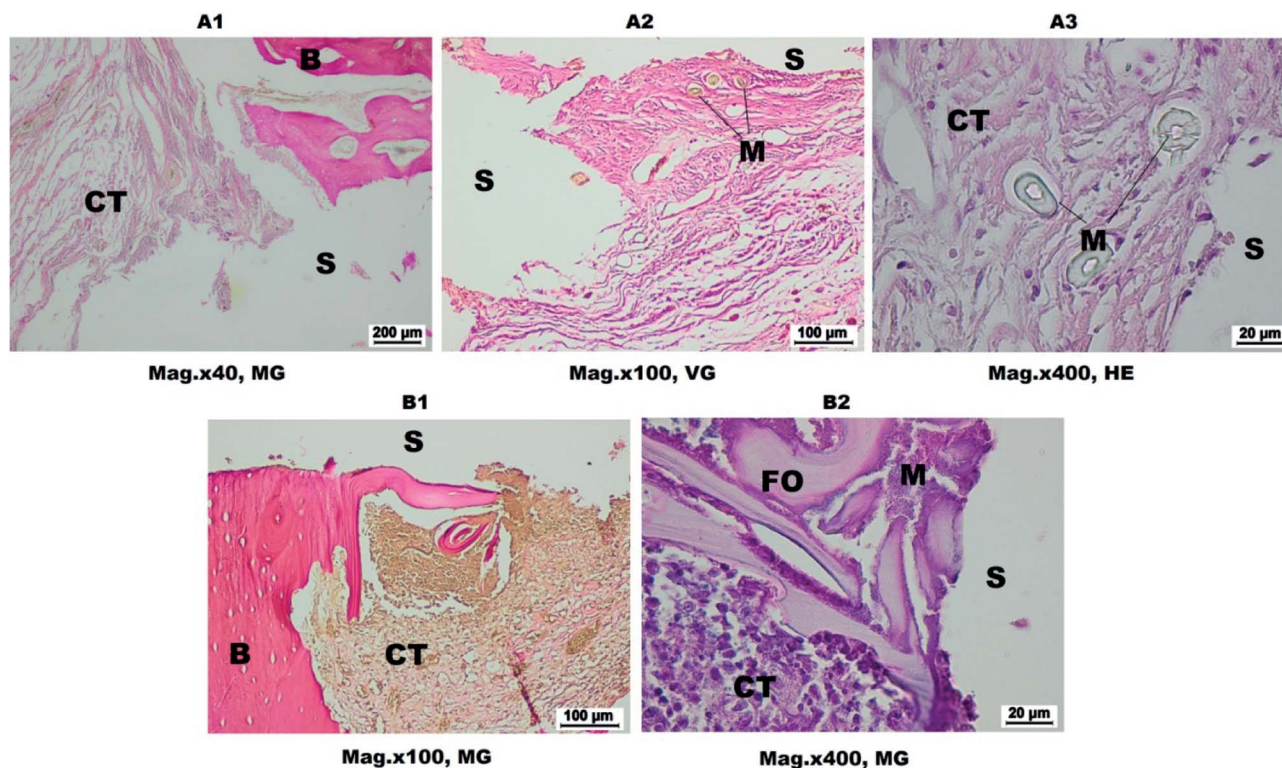 A1 A2 A3
B
CT
S
200 µm
S
S
M
100 µm
CT
M
S
20 µm
Mag.x40, MG Mag.x100, VG Mag.x400, HE
B1 B2
S
B
CT
100 µm
FO
M
S
CT
20 µm
Mag.x100, MG Mag.x400, MG